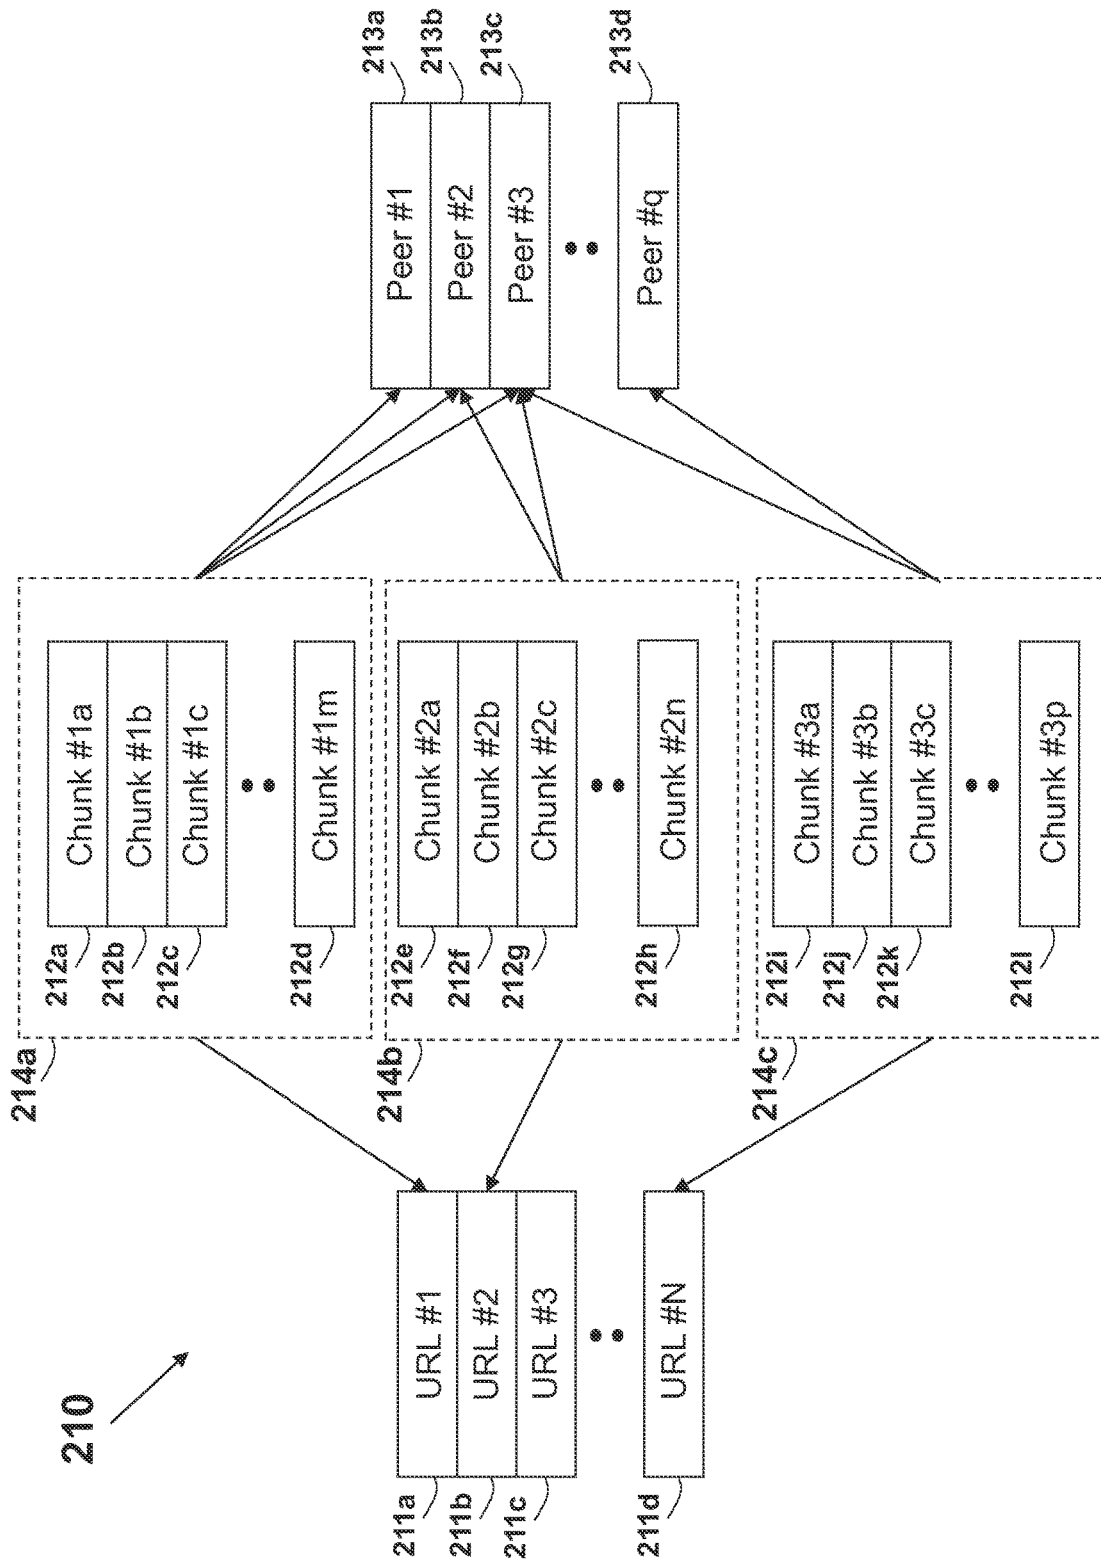 210
211a
URL #1
211b
URL #2
211c
URL #3
211d
URL #N
214a
212a
Chunk #1a
212b
Chunk #1b
212c
Chunk #1c
212d
Chunk #1m
214b
212e
Chunk #2a
212f
Chunk #2b
212g
Chunk #2c
212h
Chunk #2n
214c
212i
Chunk #3a
212j
Chunk #3b
212k
Chunk #3c
212l
Chunk #3p
Peer #1
213a
Peer #2
213b
Peer #3
213c
Peer #q
213d